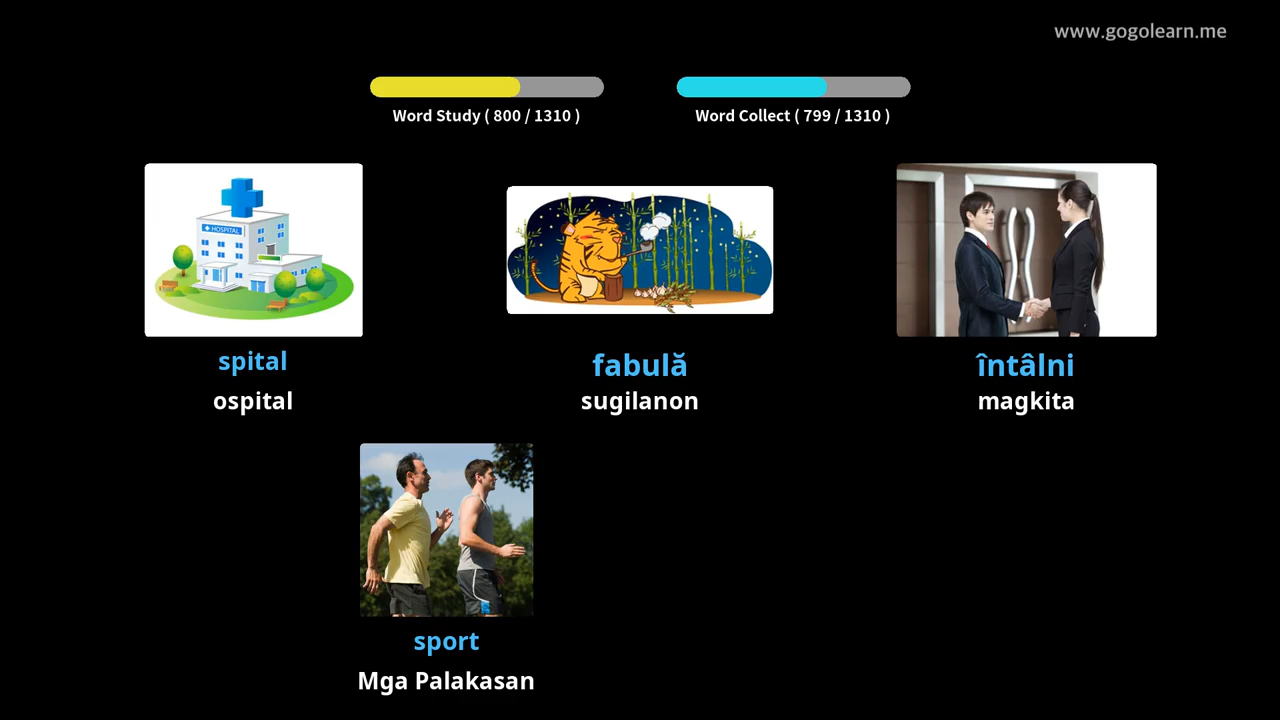 www.gogolearn.me
Word Study ( 800 / 1310 )
Word Collect ( 799 / 1310 )
HOSPITAL
spital
ospital
fabulă
sugilanon
întâlni
magkita
sport
Mga Palakasan